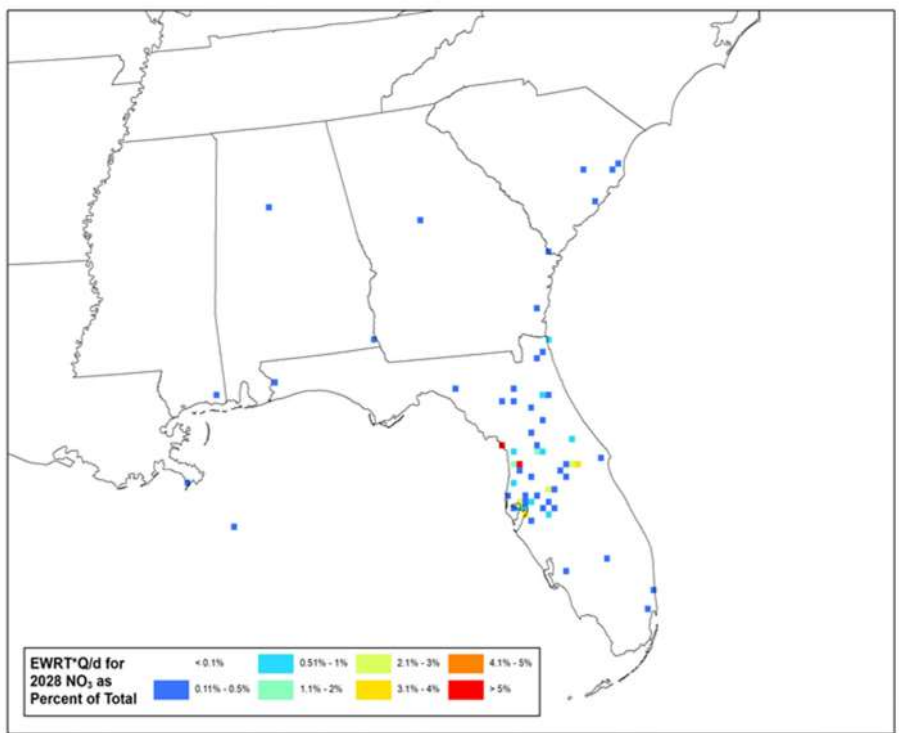 EWRT*Q/d for
2028 NO₃ as
Percent of Total
< 0.1%
0.11% - 0.5%
0.51% - 1%
1.1% - 2%
2.1% - 3%
3.1% - 4%
4.1% - 5%
> 5%